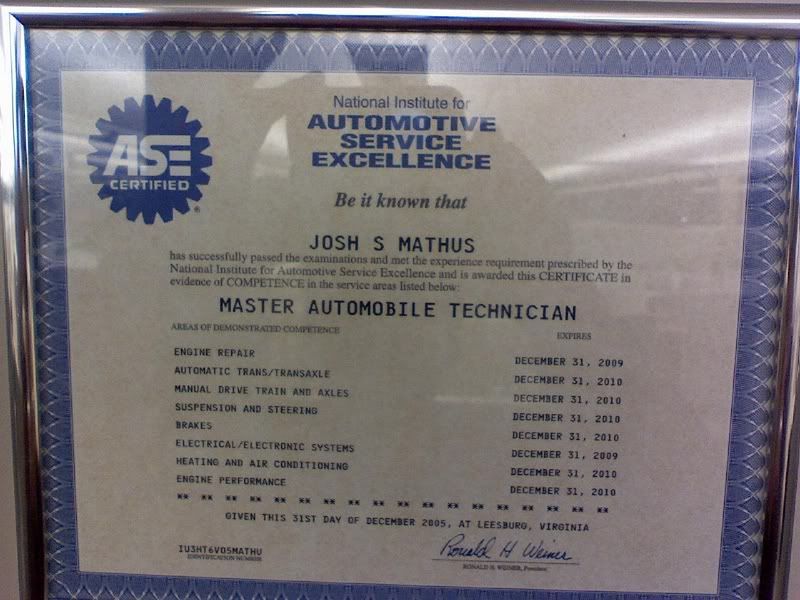 ASE
CERTIFIED
®
National Institute for
AUTOMOTIVE
SERVICE
EXCELLENCE
Be it known that
JOSH S MATHUS
has successfully passed the examinations and met the experience requirement prescribed by the
National Institute for Automotive Service Excellence and is awarded this CERTIFICATE in
evidence of COMPETENCE in the service areas listed below:
MASTER AUTOMOBILE TECHNICIAN
AREAS OF DEMONSTRATED COMPETENCE EXPIRES
ENGINE REPAIR DECEMBER 31, 2009
AUTOMATIC TRANS/TRANSAXLE DECEMBER 31, 2010
MANUAL DRIVE TRAIN AND AXLES DECEMBER 31, 2010
SUSPENSION AND STEERING DECEMBER 31, 2010
BRAKES DECEMBER 31, 2010
ELECTRICAL/ELECTRONIC SYSTEMS DECEMBER 31, 2009
HEATING AND AIR CONDITIONING DECEMBER 31, 2010
ENGINE PERFORMANCE DECEMBER 31, 2010
** ** ** ** ** ** ** ** ** ** ** ** ** ** ** ** ** **
GIVEN THIS 31ST DAY OF DECEMBER 2005, AT LEESBURG, VIRGINIA
IU3HT6V05MATHU Ronald H Weiner
IDENTIFICATION NUMBER RONALD H. WEINER, President